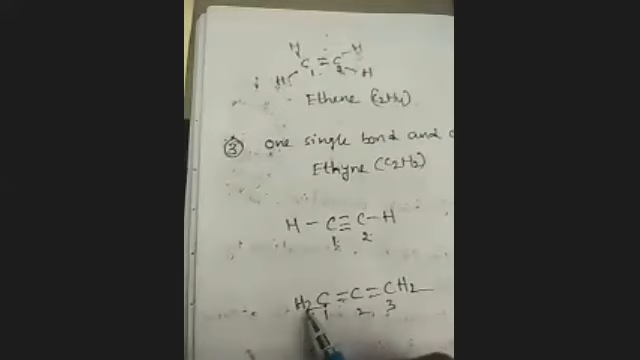 H H
C = C
1 2
H H
Ethene (C2H4)
③ one single bond and
Ethyne (C2H2)
H - C ≡ C - H
1 2
H2C = C = CH2
1 2 3